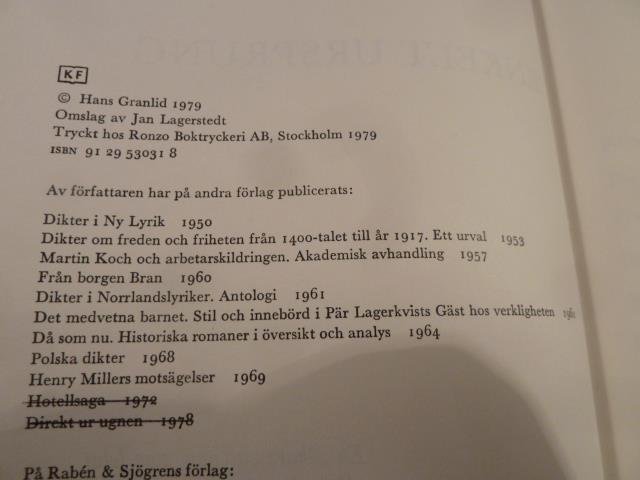 KF
© Hans Granlid 1979
Omslag av Jan Lagerstedt
Tryckt hos Ronzo Boktryckeri AB, Stockholm 1979
ISBN 91 29 53031 8
Av författaren har på andra förlag publicerats:
Dikter i Ny Lyrik 1950
Dikter om freden och friheten från 1400-talet till år 1917. Ett urval 1953
Martin Koch och arbetarskildringen. Akademisk avhandling 1957
Från borgen Bran 1960
Dikter i Norrlandslyriker. Antologi 1961
Det medvetna barnet. Stil och innebörd i Pär Lagerkvists Gäst hos verkligheten
Då som nu. Historiska romaner i översikt och analys 1964
Polska dikter 1968
Henry Millers motsägelser 1969
Hotellsaga 1972
Direkt ur ugnen 1978
På Rabén & Sjögrens förlag: